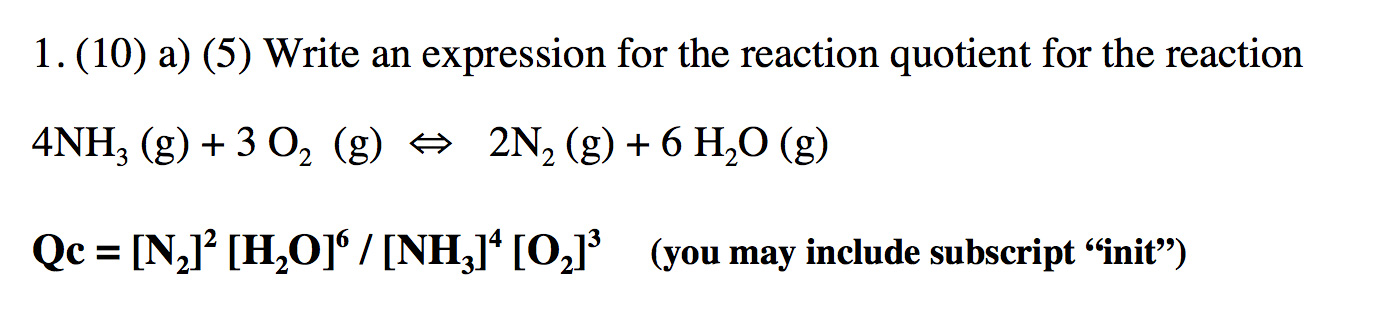 1. (10) a) (5) Write an expression for the reaction quotient for the reaction
4NH₃ (g) + 3 O₂ (g) ⇔ 2N₂ (g) + 6 H₂O (g)
Qc = [N₂]² [H₂O]⁶ / [NH₃]⁴ [O₂]³ (you may include subscript “init”)